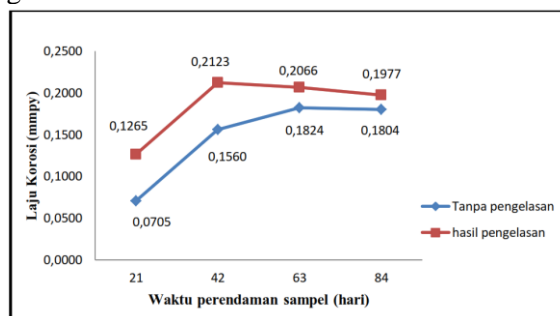 0,2500
0,2000
0,1500
0,1000
0,0500
0,0000
Laju Korosi (mmpy)
0,2123
0,2066
0,1977
0,1265
0,1824
0,1804
0,1560
0,0705
Tanpa pengelasan
hasil pengelasan
21 42 63 84
Waktu perendaman sampel (hari)